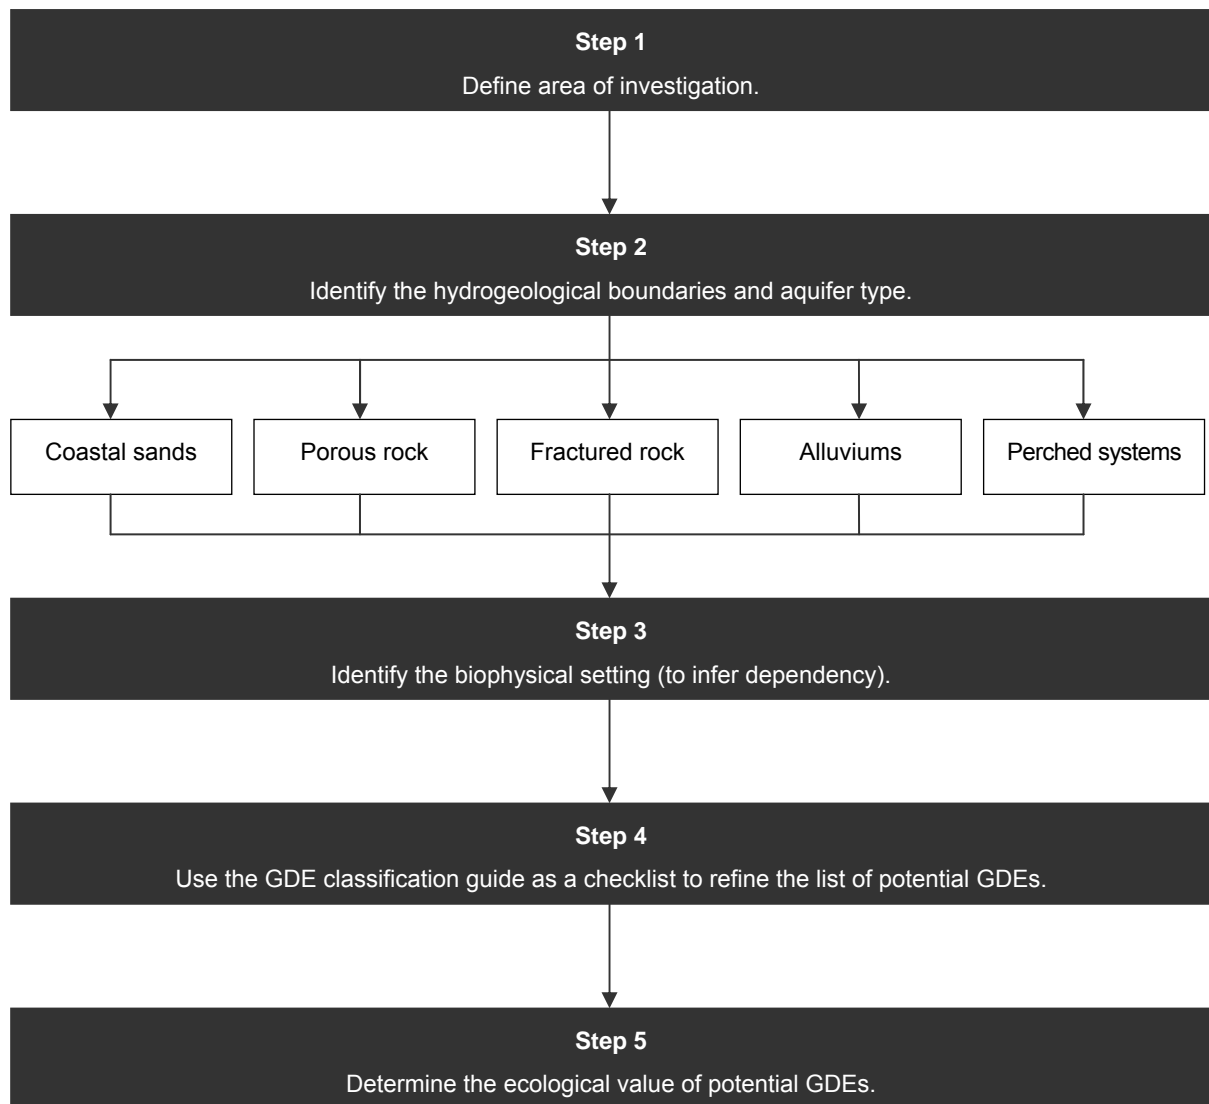 Step 1
Define area of investigation.
Step 2
Identify the hydrogeological boundaries and aquifer type.
Coastal sands
Porous rock
Fractured rock
Alluviums
Perched systems
Step 3
Identify the biophysical setting (to infer dependency).
Step 4
Use the GDE classification guide as a checklist to refine the list of potential GDEs.
Step 5
Determine the ecological value of potential GDEs.